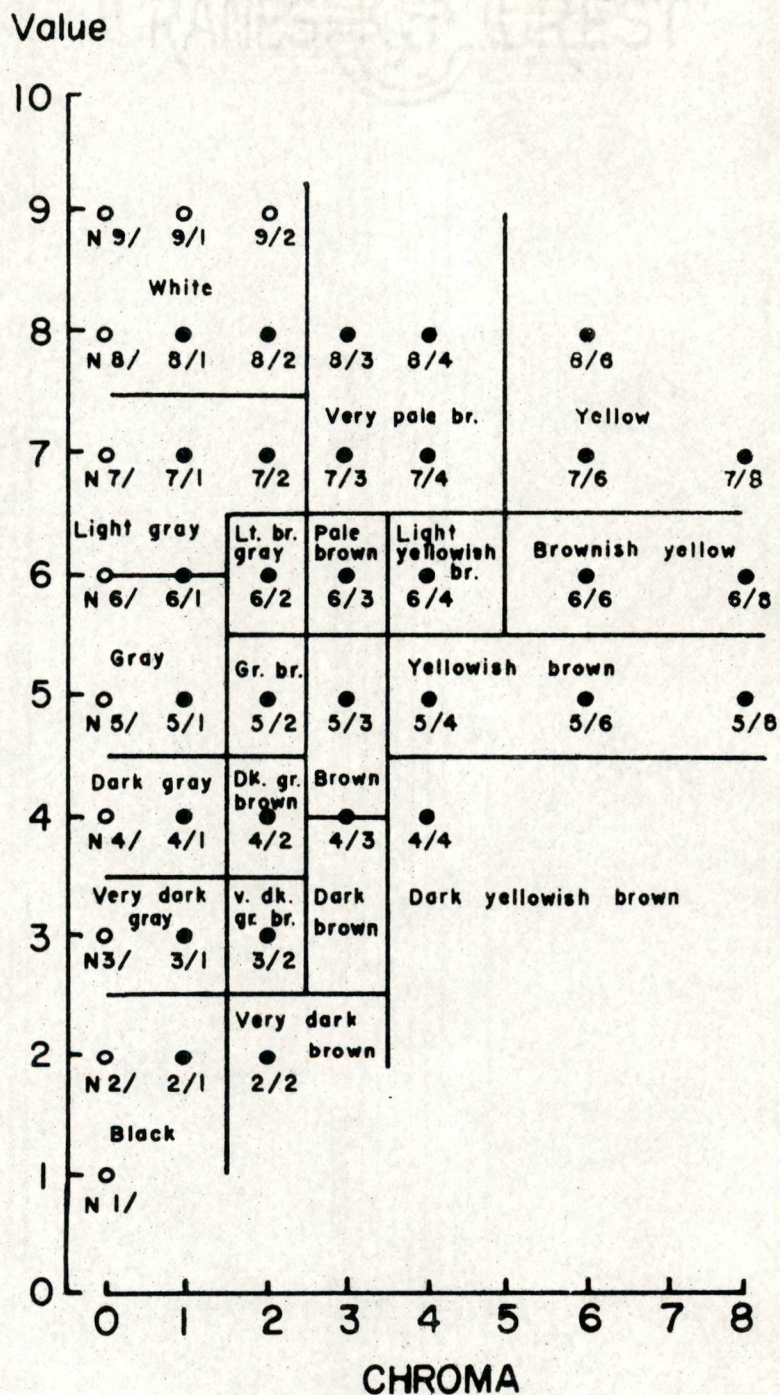 Value
10
9
N 9/ 9/1 9/2
White
8
N 8/ 8/1 8/2 8/3 8/4 8/6
Very pale br. Yellow
7
N 7/ 7/1 7/2 7/3 7/4 7/6 7/8
Light gray
Lt. br.
gray
Pale
brown
Light
yellowish
br.
Brownish yellow
6
N 6/ 6/1 6/2 6/3 6/4 6/6 6/8
Gray Gr. br. Yellowish brown
5
N 5/ 5/1 5/2 5/3 5/4 5/6 5/8
Dark gray
Dk. gr.
brown
Brown
4
N 4/ 4/1 4/2 4/3 4/4
Very dark
gray
v. dk.
gr. br.
Dark
brown
Dark yellowish brown
3
N3/ 3/1 3/2
Very dark
brown
2
N 2/ 2/1 2/2
Black
1
N 1/
0
0 1 2 3 4 5 6 7 8
CHROMA